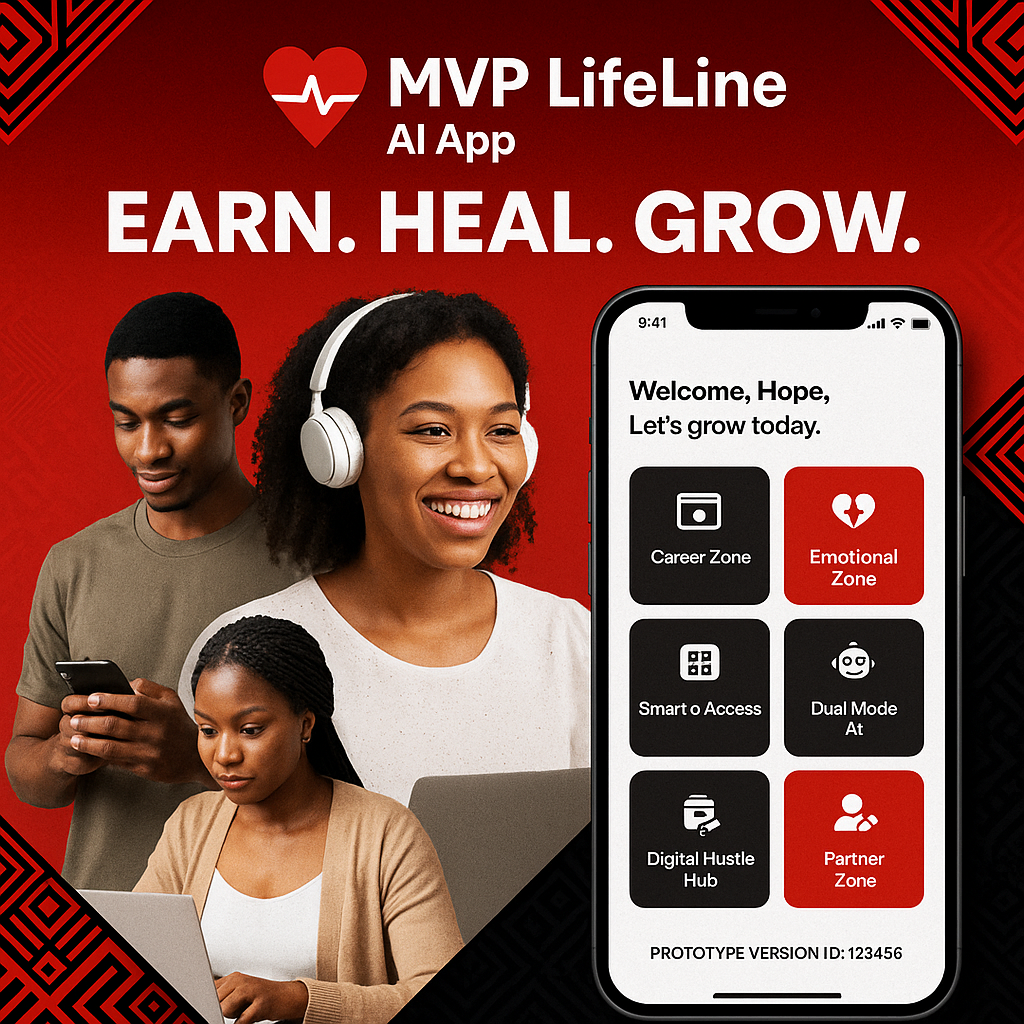 MVP LifeLine
AI App
EARN. HEAL. GROW.
9:41
Welcome, Hope,
Let's grow today.
Career Zone
Emotional
Zone
Smart o Access
Dual Mode
At
Digital Hustle
Hub
Partner
Zone
PROTOTYPE VERSION ID: 123456